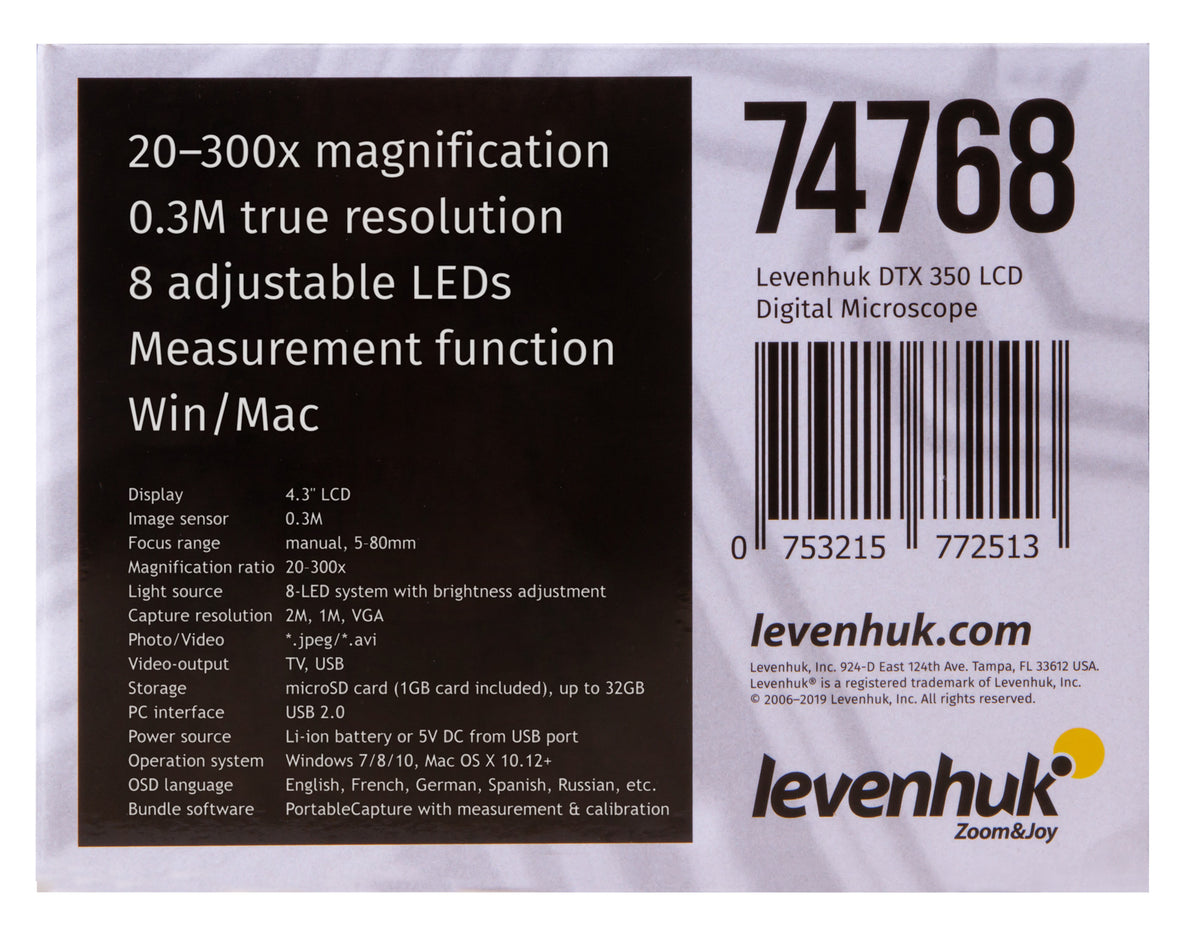 20–300x magnification
0.3M true resolution
8 adjustable LEDs
Measurement function
Win/Mac
Display 4.3" LCD
Image sensor 0.3M
Focus range manual, 5-80mm
Magnification ratio 20-300x
Light source 8-LED system with brightness adjustment
Capture resolution 2M, 1M, VGA
Photo/Video *.jpeg/*.avi
Video-output TV, USB
Storage microSD card (1GB card included), up to 32GB
PC interface USB 2.0
Power source Li-ion battery or 5V DC from USB port
Operation system Windows 7/8/10, Mac OS X 10.12+
OSD language English, French, German, Spanish, Russian, etc.
Bundle software PortableCapture with measurement & calibration
74768
Levenhuk DTX 350 LCD
Digital Microscope
0 753215 772513
levenhuk.com
Levenhuk, Inc. 924-D East 124th Ave. Tampa, FL 33612 USA.
Levenhuk® is a registered trademark of Levenhuk, Inc.
© 2006–2019 Levenhuk, Inc. All rights reserved.
levenhuk
Zoom&Joy